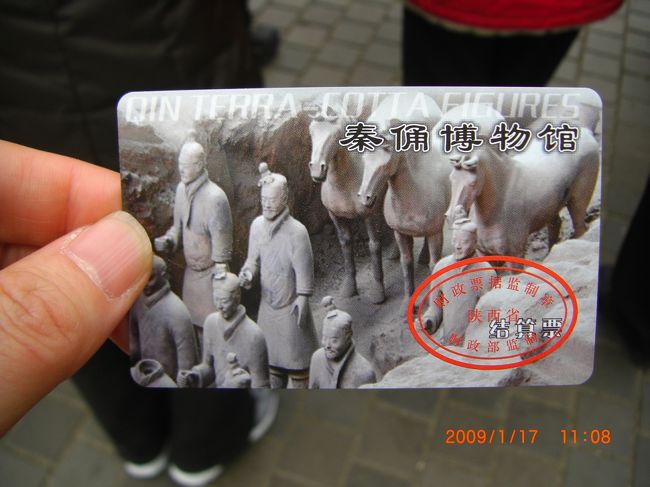 QIN TERRA-COTTA FIGURES
秦俑博物馆
财政票据监制章
陕西省
结算票
财政部监制
2009/1/17 11:08